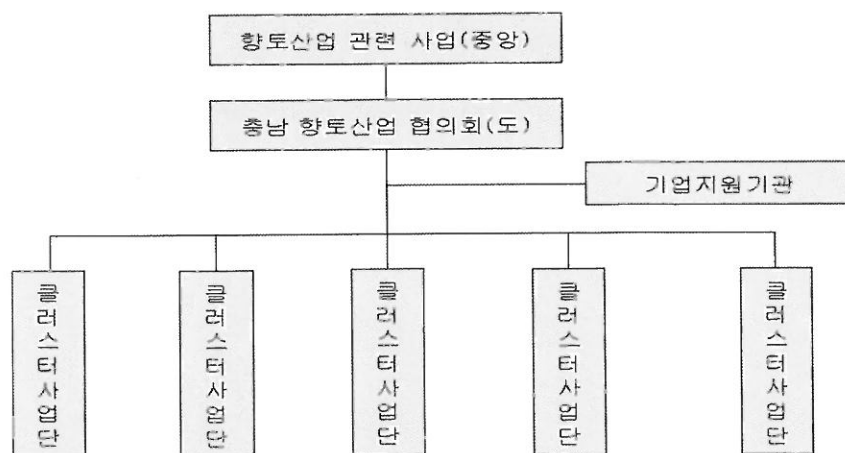 향토산업 관련 사업(중앙)
충남 향토산업 협의회(도)
기업지원기관
클러스터사업단
클러스터사업단
클러스터사업단
클러스터사업단
클러스터사업단